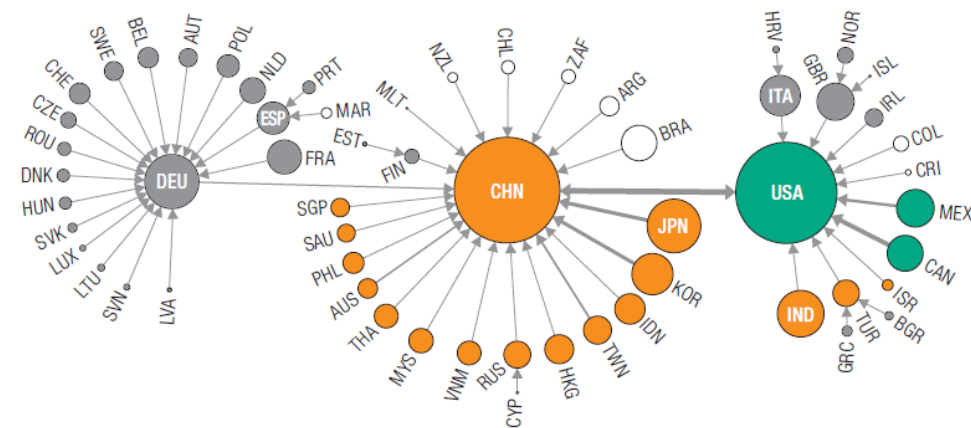 CHE
SWE
BEL
AUT
POL
NLD
PRT
ESP
MAR
FRA
CZE
ROU
DNK
HUN
SVK
LUX
LTU
SVN
LVA
DEU
EST
FIN
MLT
NZL
CHL
ZAF
ARG
BRA
CHN
SGP
SAU
PHL
AUS
THA
MYS
VNM
RUS
CYP
HKG
TWN
IDN
KOR
JPN
HRV
ITA
GBR
NOR
ISL
IRL
COL
CRI
USA
MEX
CAN
ISR
BGR
TUR
GRC
IND